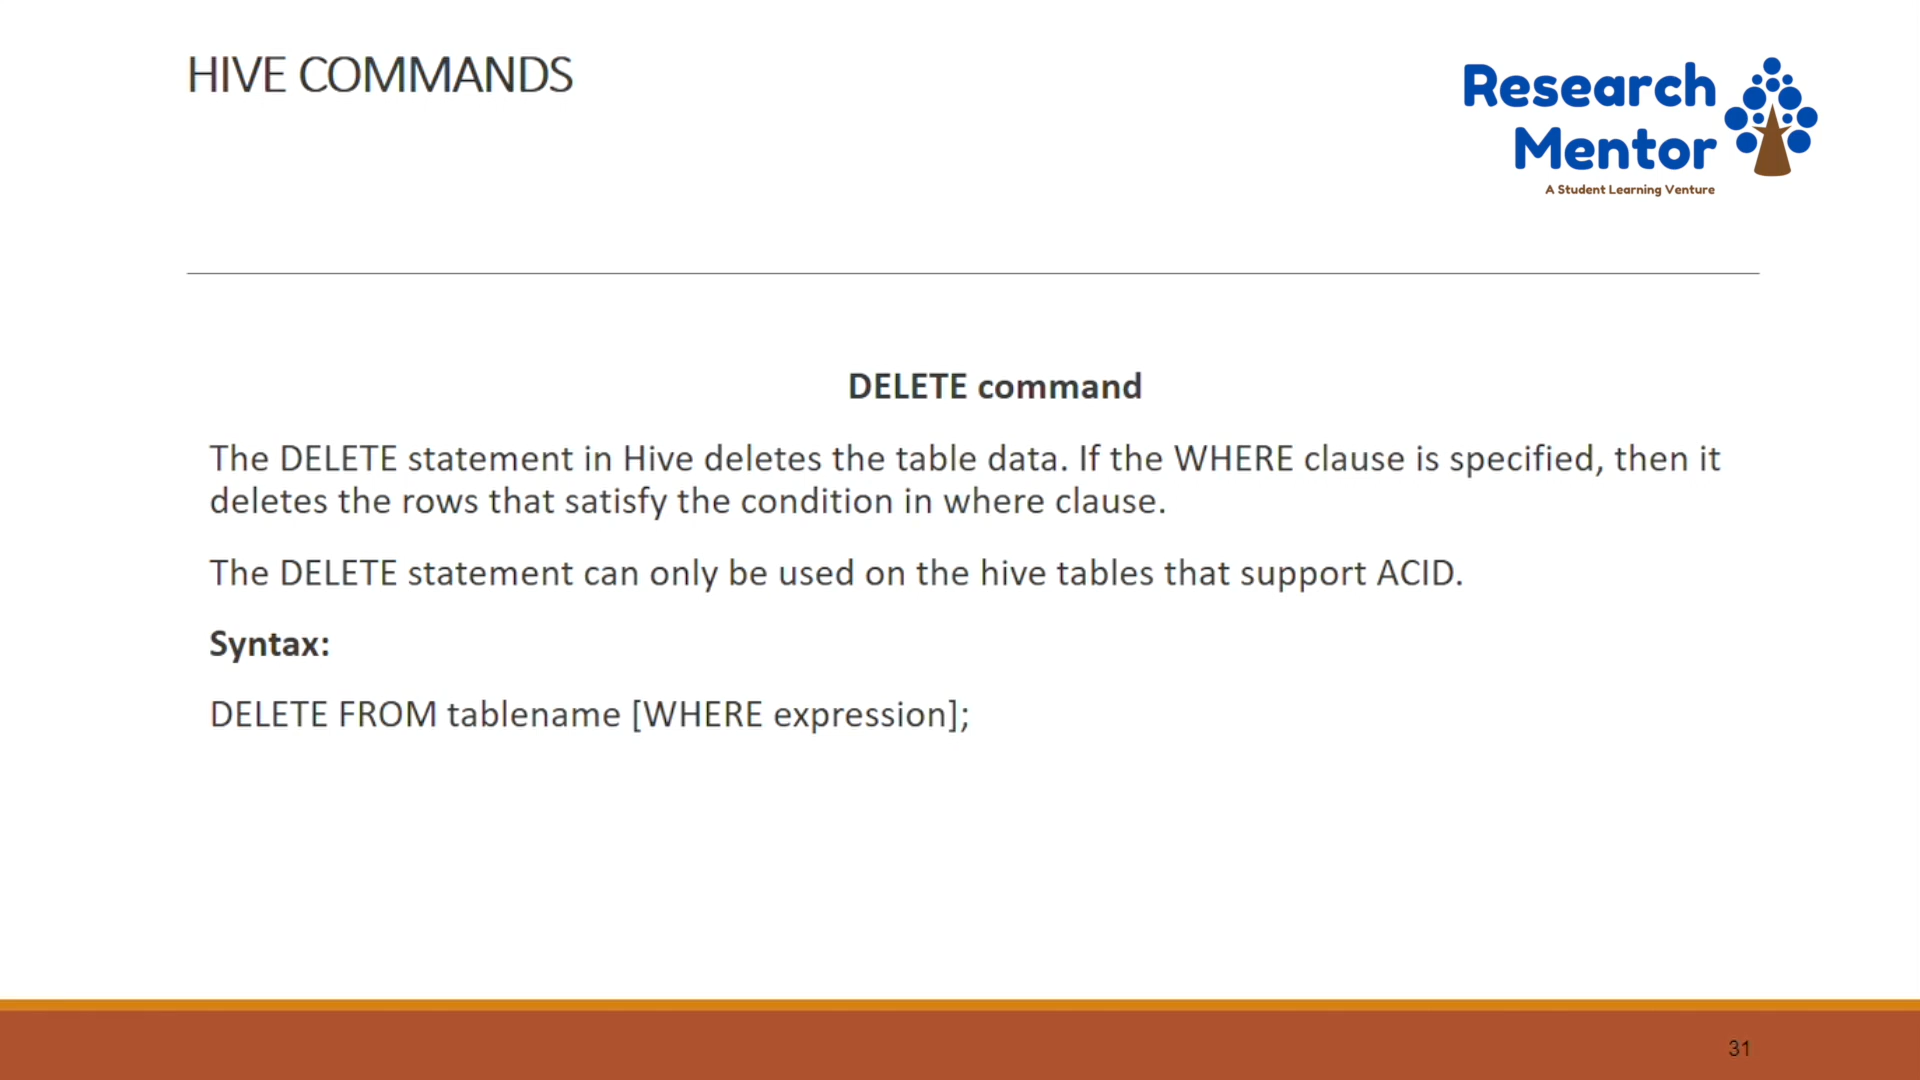 HIVE COMMANDS
Research
Mentor
A Student Learning Venture
DELETE command
The DELETE statement in Hive deletes the table data. If the WHERE clause is specified, then it
deletes the rows that satisfy the condition in where clause.
The DELETE statement can only be used on the hive tables that support ACID.
Syntax:
DELETE FROM tablename [WHERE expression];
31